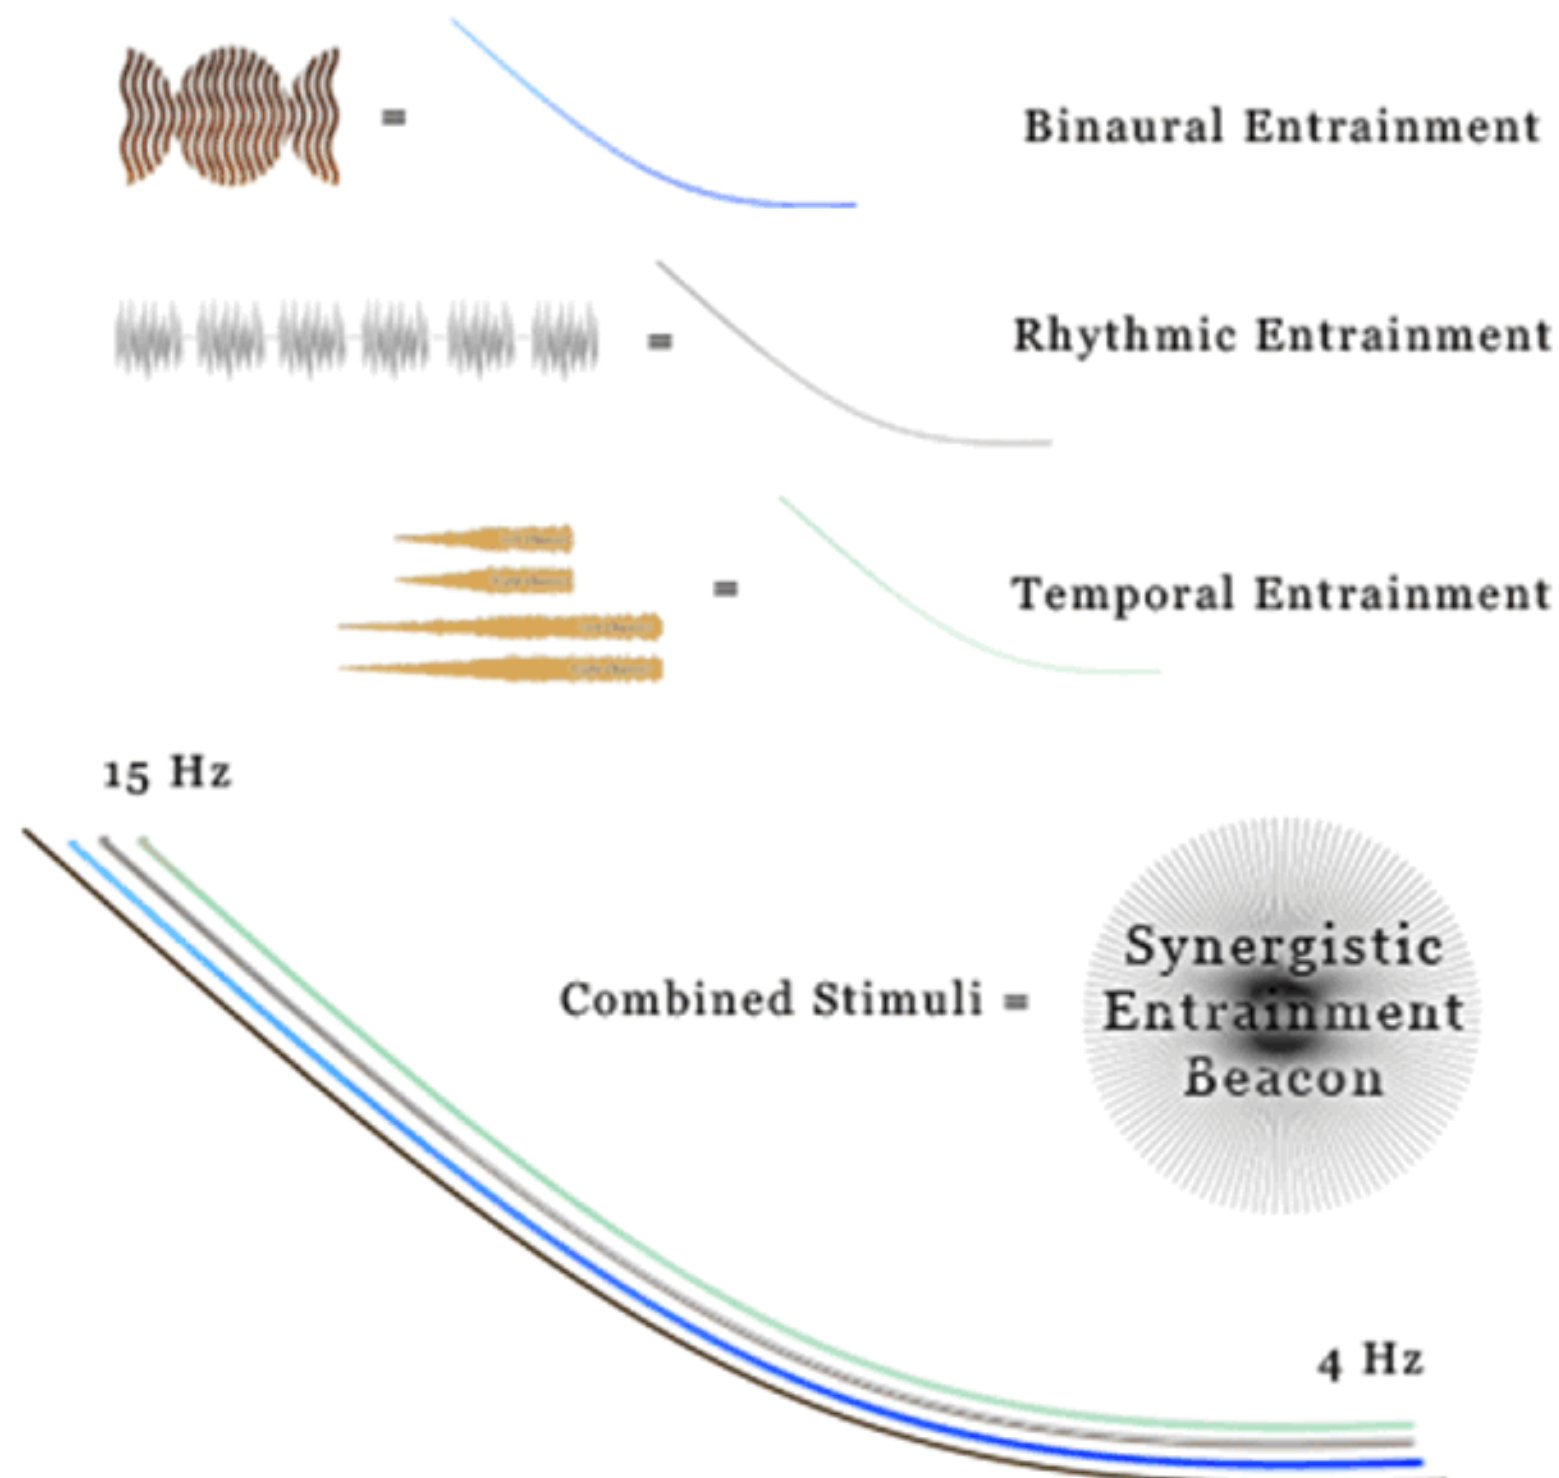 =
Binaural Entrainment
=
Rhythmic Entrainment
=
Temporal Entrainment
15 Hz
Combined Stimuli =
Synergistic
Entrainment
Beacon
4 Hz